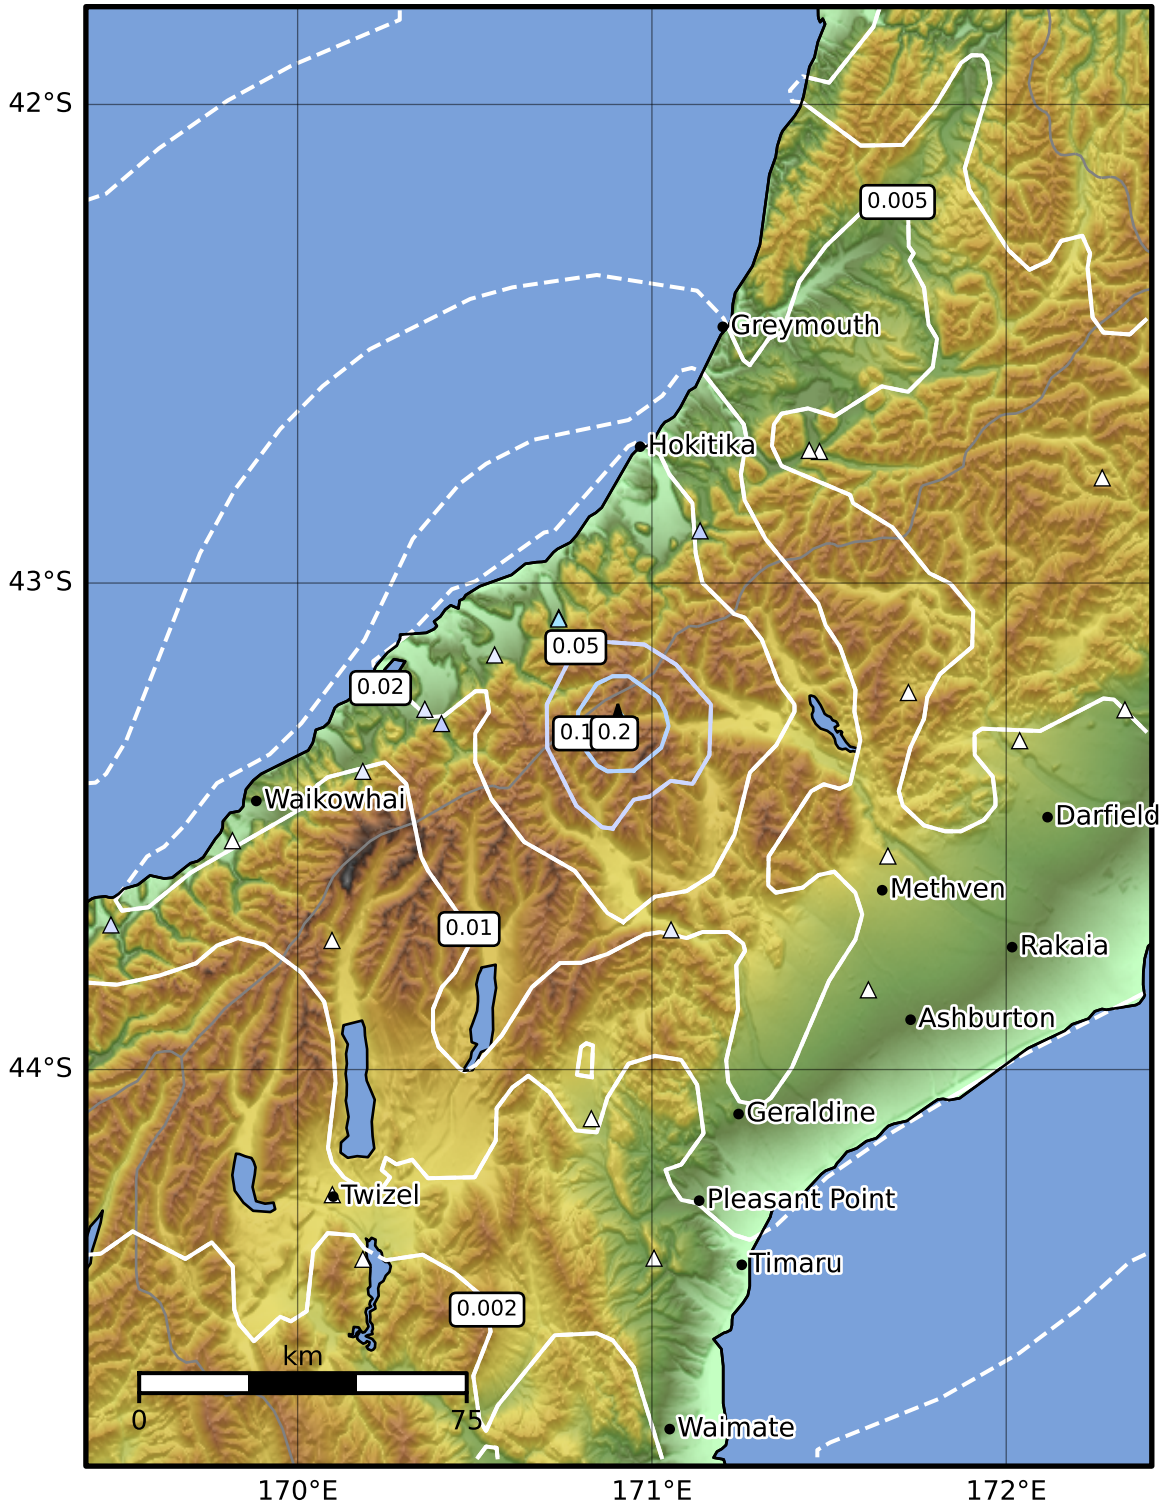 42°S
0.005
Greymouth
Hokitika
43°S
0.05
0.02
0.1
0.2
Waikowhai
Darfield
Methven
0.01
Rakaia
Ashburton
44°S
Geraldine
Twizel
Pleasant Point
Timaru
0.002
km
0
75
Waimate
170°E
171°E
172°E